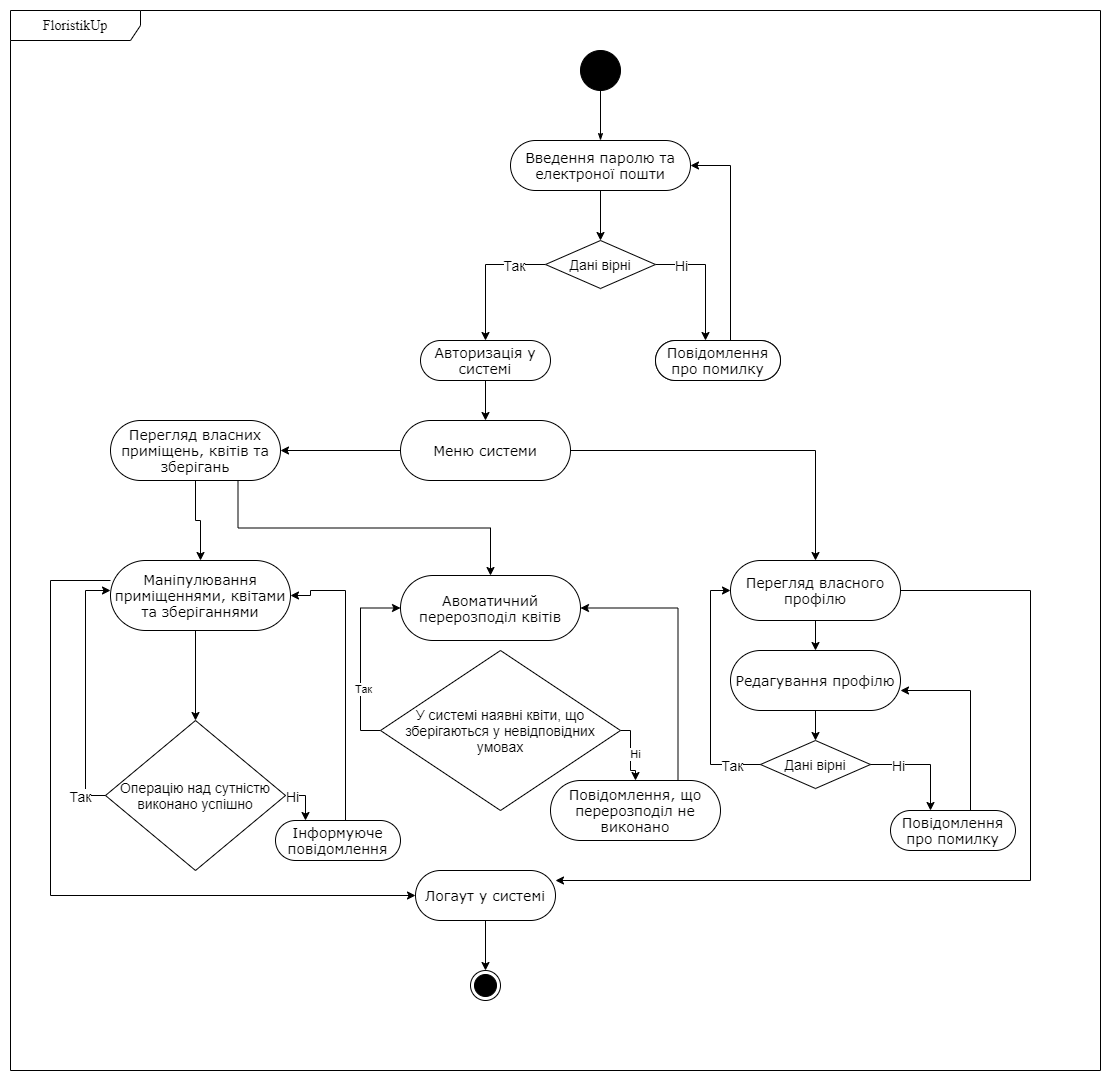 FloristikUp
Введення паролю та
електроної пошти
Дані вірні
Так
Ні
Авторизація у
системі
Повідомлення
про помилку
Меню системи
Перегляд власних
приміщень, квітів та
зберігань
Маніпулювання
приміщеннями, квітами
та зберіганнями
Авоматичний
перерозподіл квітів
Перегляд власного
профілю
Редагування профілю
Так
У системі наявні квіти, що
зберігаються у невідповідних
умовах
Ні
Дані вірні
Так
Ні
Операцію над сутністю
виконано успішно
Так
Ні
Інформуюче
повідомлення
Повідомлення, що
перерозподіл не
виконано
Повідомлення
про помилку
Логаут у системі